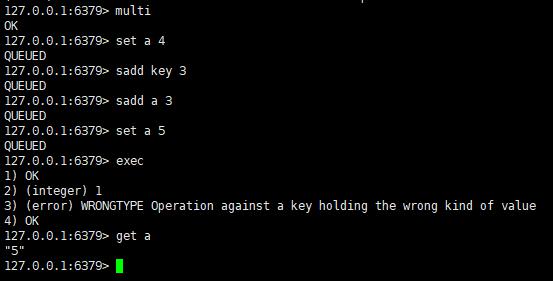 127.0.0.1:6379> multi
OK
127.0.0.1:6379> set a 4
QUEUED
127.0.0.1:6379> sadd key 3
QUEUED
127.0.0.1:6379> sadd a 3
QUEUED
127.0.0.1:6379> set a 5
QUEUED
127.0.0.1:6379> exec
1) OK
2) (integer) 1
3) (error) WRONGTYPE Operation against a key holding the wrong kind of value
4) OK
127.0.0.1:6379> get a
"5"
127.0.0.1:6379>